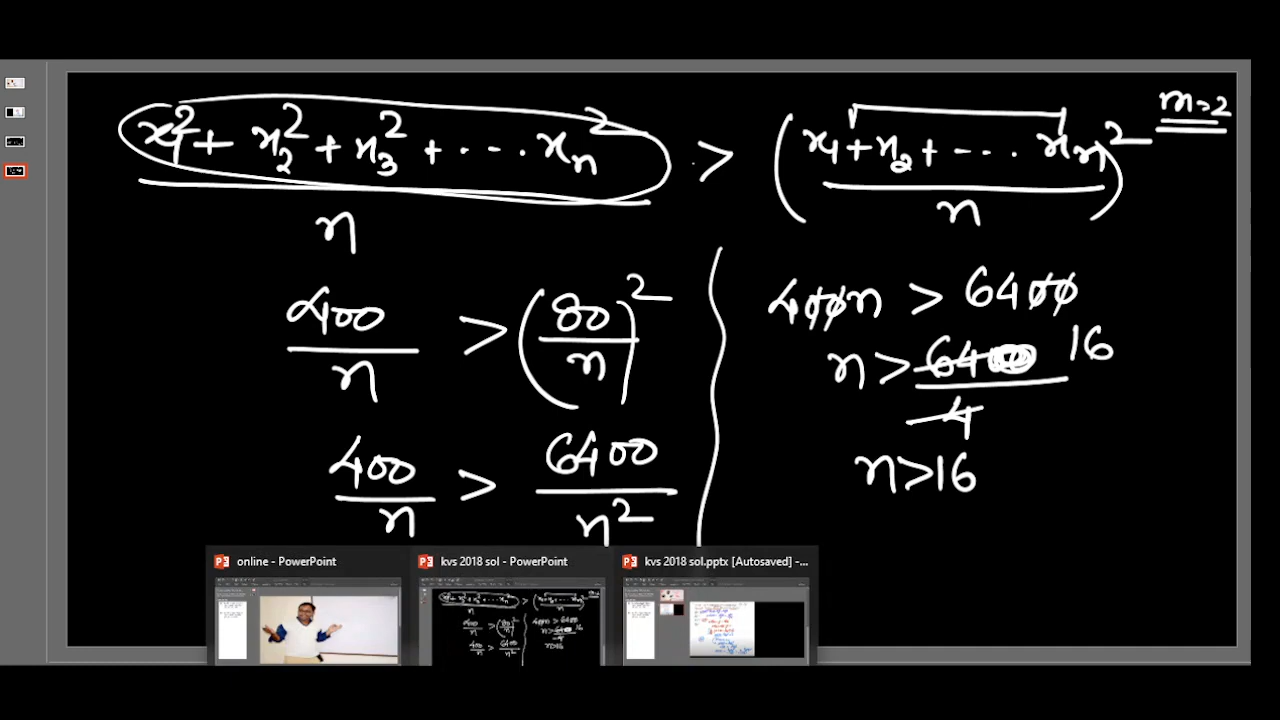 x₁² + x₂² + x₃² + ... xₙ² > (x₁ + x₂ + ... xₙ)² m=2
n n
400/n > (80/n)²
400/n > 6400/n²
400n > 6400
n > 6400/4 16
n>16
online - PowerPoint
kvs 2018 sol - PowerPoint
kvs 2018 sol.pptx [Autosaved] -...